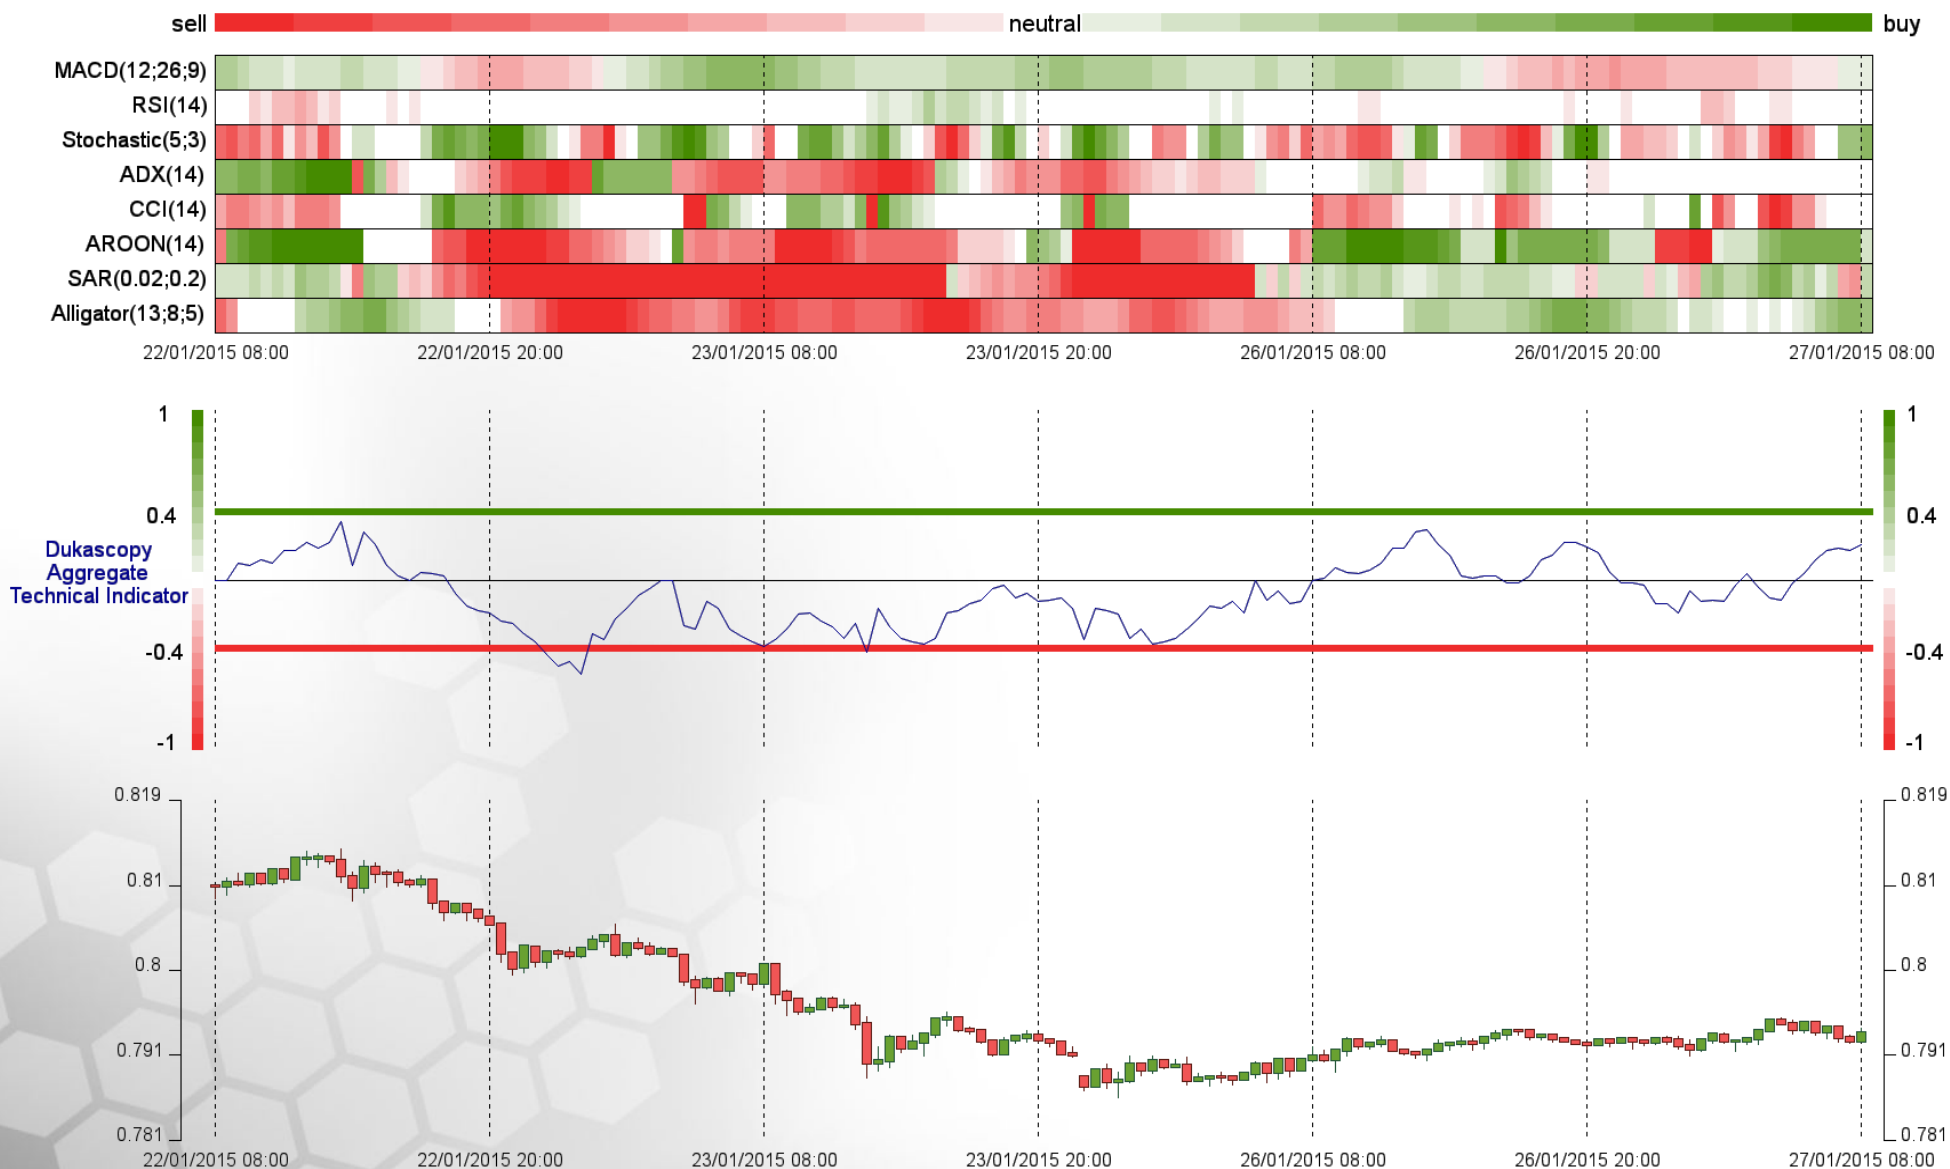 sell neutral buy
MACD(12;26;9)
RSI(14)
Stochastic(5;3)
ADX(14)
CCI(14)
AROON(14)
SAR(0.02;0.2)
Alligator(13;8;5)
22/01/2015 08:00 22/01/2015 20:00 23/01/2015 08:00 23/01/2015 20:00 26/01/2015 08:00 26/01/2015 20:00 27/01/2015 08:00
1 1
0.4 0.4
Dukascopy
Aggregate
Technical Indicator
-0.4 -0.4
-1 -1
0.819 0.819
0.81 0.81
0.8 0.8
0.791 0.791
0.781 0.781
22/01/2015 08:00 22/01/2015 20:00 23/01/2015 08:00 23/01/2015 20:00 26/01/2015 08:00 26/01/2015 20:00 27/01/2015 08:00